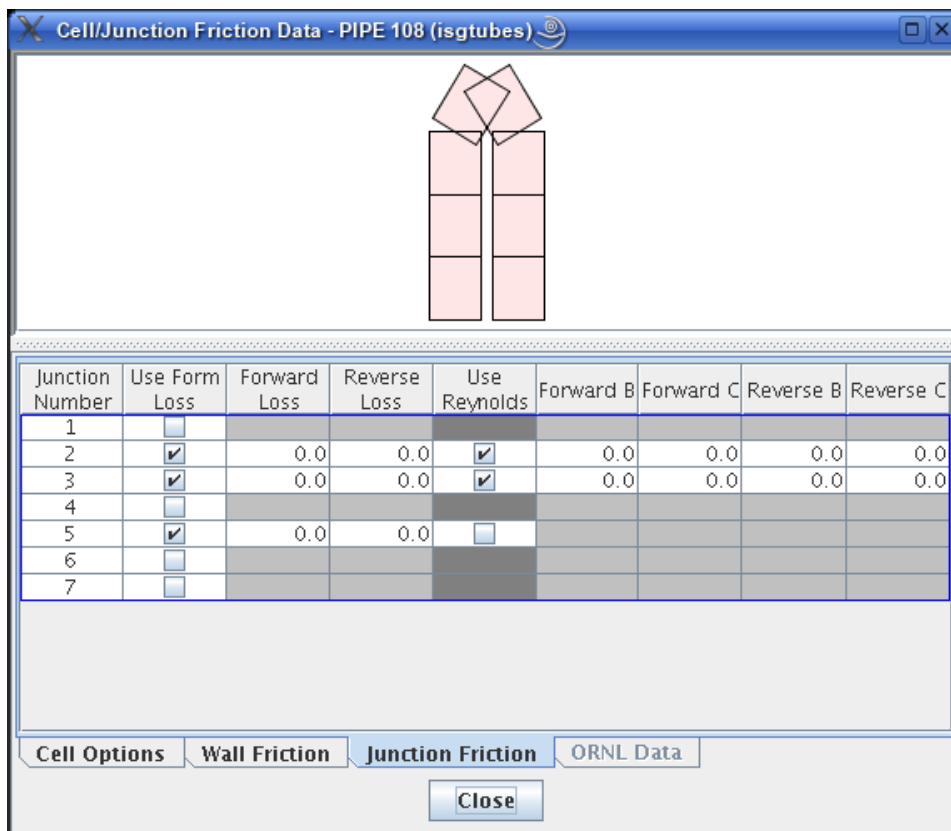 Cell/Junction Friction Data - PIPE 108 (isgtubes)
Junction Number Use Form Loss Forward Loss Reverse Loss Use Reynolds Forward B Forward C Reverse B Reverse C
1
2 0.0 0.0 0.0 0.0 0.0 0.0
3 0.0 0.0 0.0 0.0 0.0 0.0
4
5 0.0 0.0
6
7
Cell Options Wall Friction Junction Friction ORNL Data
Close